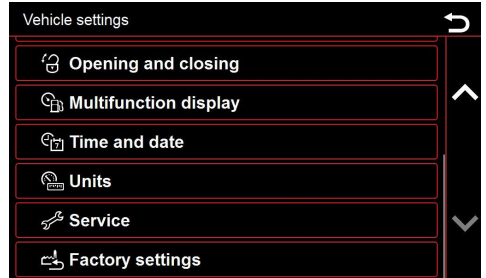 Vehicle settings
Opening and closing
Multifunction display
Time and date
Units
Service
Factory settings